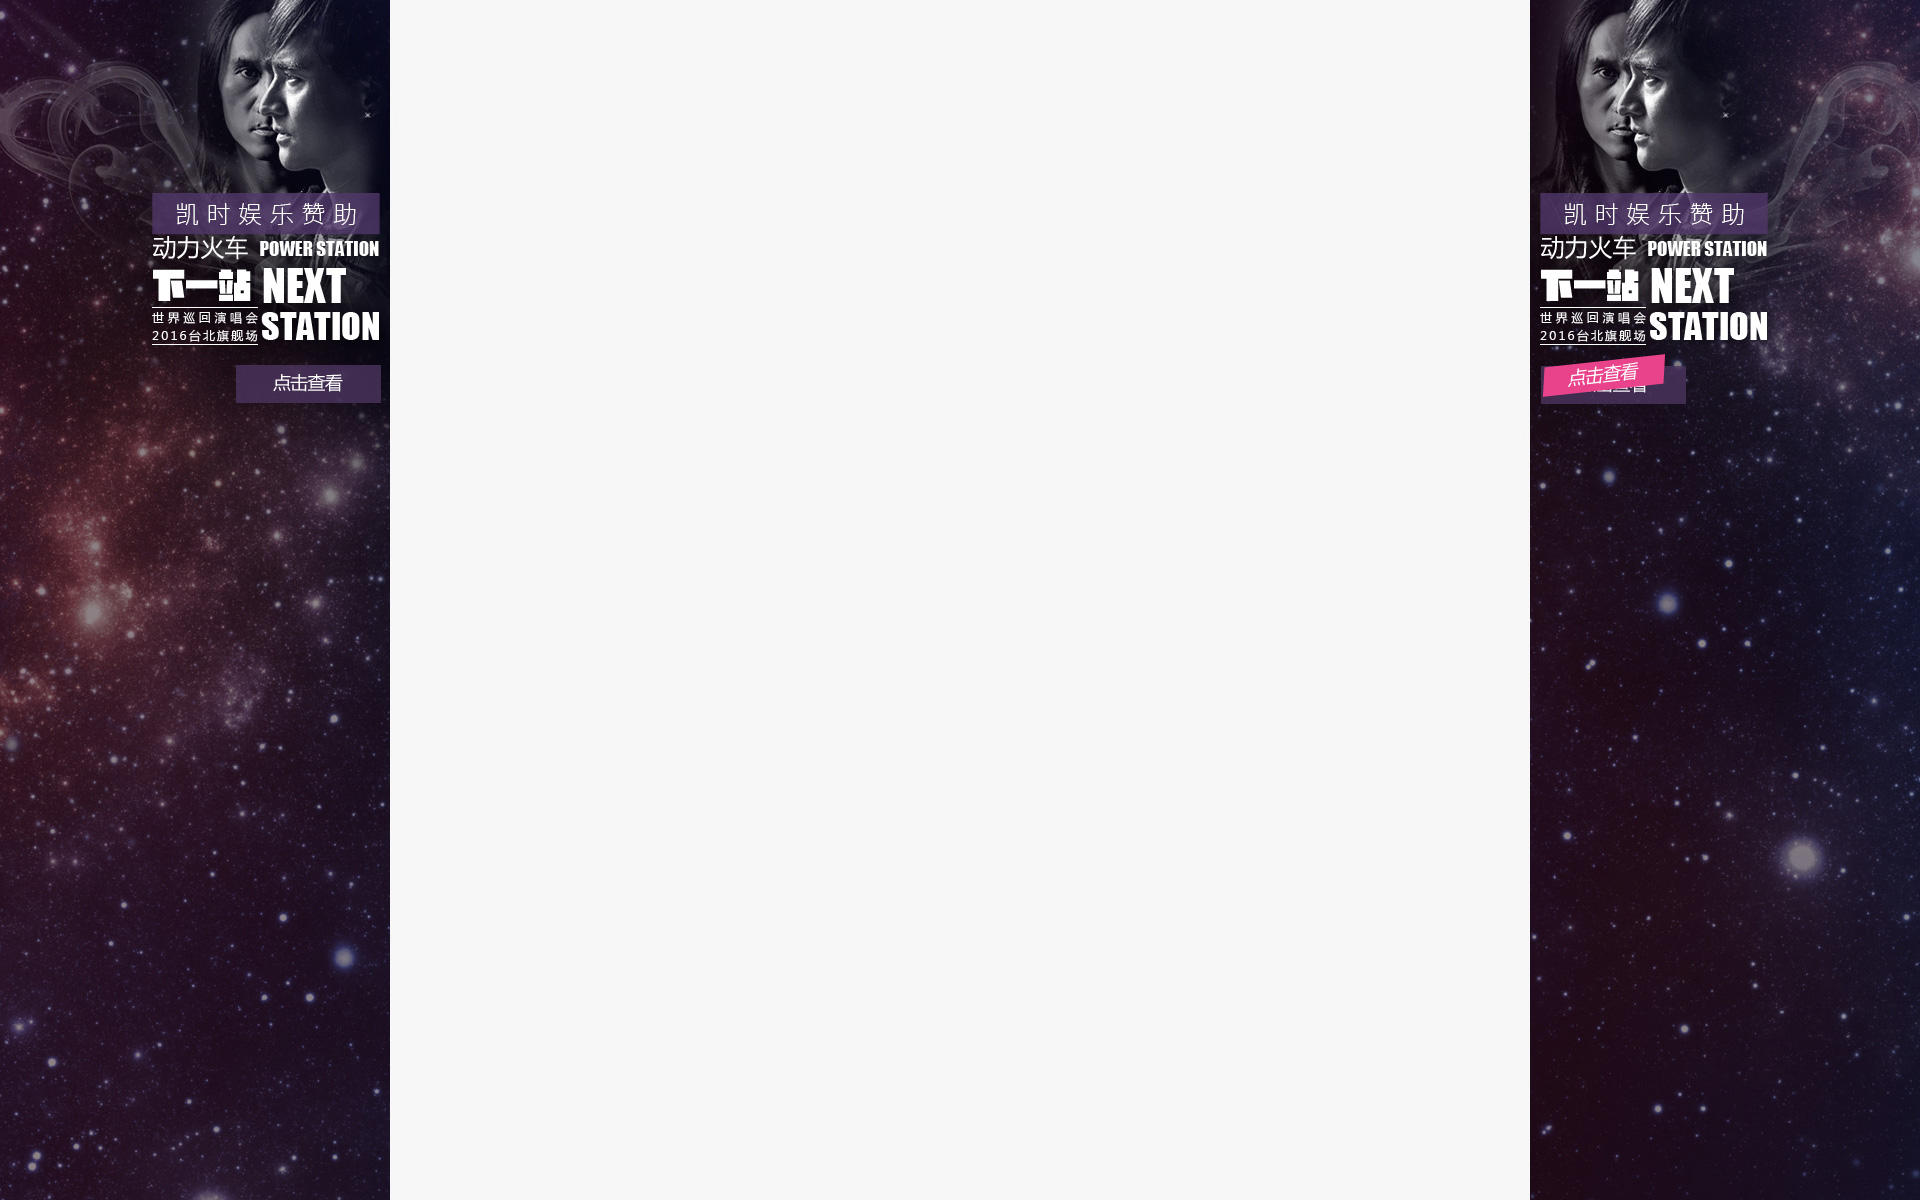 凯时娱乐赞助
动力火车 POWER STATION
下一站 NEXT
世界巡回演唱会
2016台北旗舰场
STATION
点击查看
凯时娱乐赞助
动力火车 POWER STATION
下一站 NEXT
世界巡回演唱会
2016台北旗舰场
STATION
点击查看